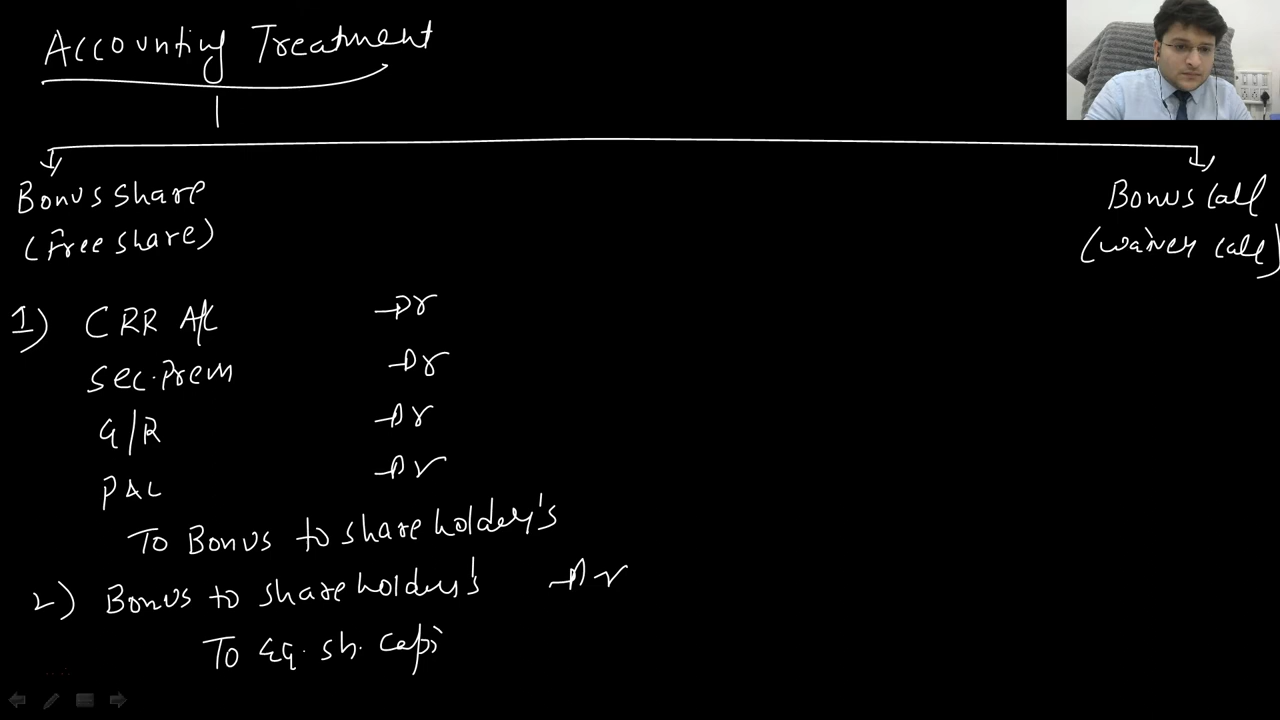 Accounting Treatment
Bonus share
(Free share)
Bonus Call
(waiver call)
1) CRR A/c Dr
Sec. Prem Dr
G/R Dr
P&L Dr
To Bonus to shareholder's
2) Bonus to shareholder's Dr
To Eq. sh. capi